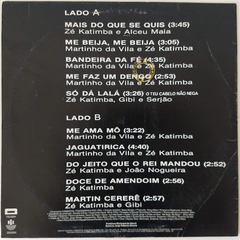 LADO A
MAIS DO QUE SE QUIS (3:45)
Zé Katimba e Alceu Maia
ME BEIJA, ME BEIJA (3:05)
Martinho da Vila e Zé Katimba
BANDEIRA DA FÉ (4:35)
Martinho da Vila e Zé Katimba
ME FAZ UM DENGO (2:53)
Martinho da Vila e Zé Katimba
SÓ DÁ LALÁ (3:26) O TEU CABELO NÃO NEGA
Zé Katimba, Gibi e Serjão
LADO B
ME AMA MÔ (3:22)
Martinho da Vila e Zé Katimba
JAGUATIRICA (4:40)
Martinho da Vila e Zé Katimba
DO JEITO QUE O REI MANDOU (2:52)
Zé Katimba e João Nogueira
DOCE DE AMENDOIM (2:56)
Zé Katimba
MARTIN CERERÊ (2:57)
Zé Katimba e Gibi